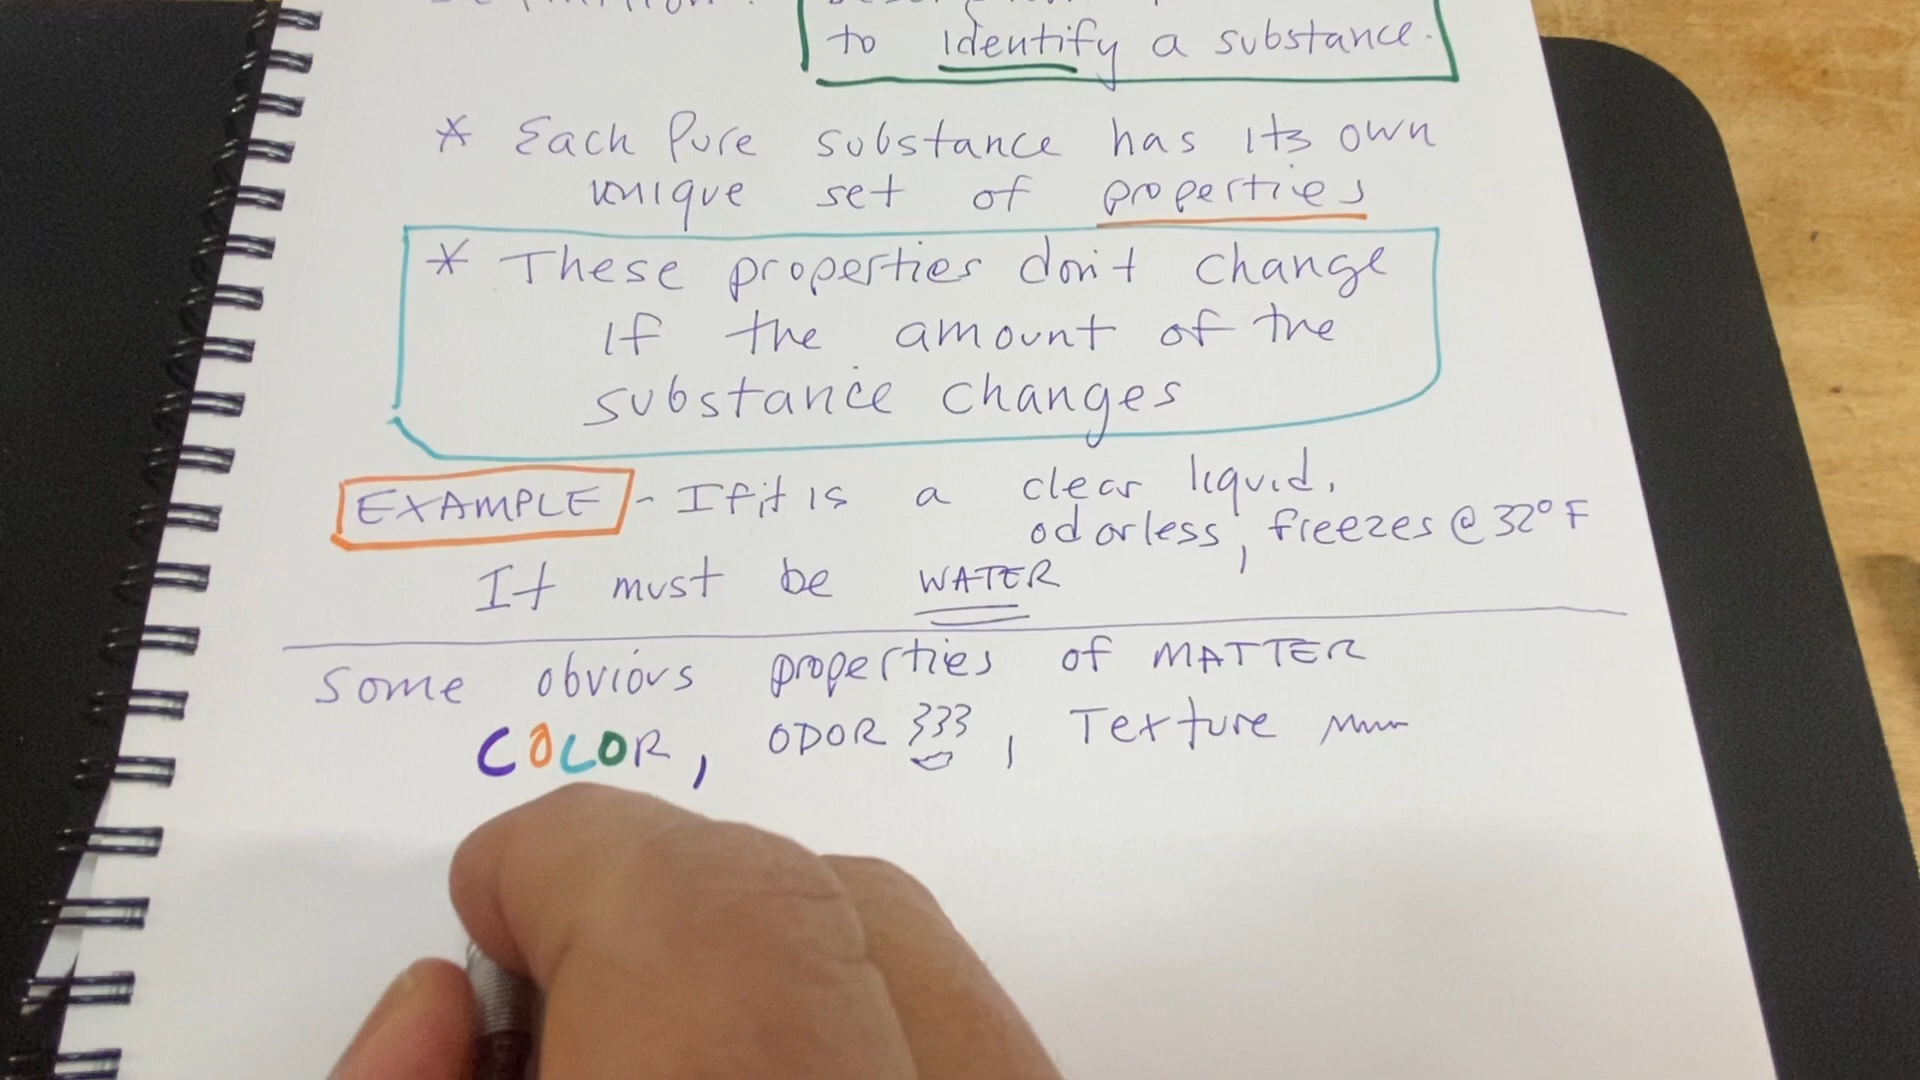 to identify a substance.
* Each Pure substance has its own
unique set of properties
* These properties don't change
If the amount of the
substance changes
EXAMPLE - If it is a clear liquid,
odorless, freezes @ 32° F
It must be WATER
Some obvious properties of MATTER
COLOR, ODOR, Texture